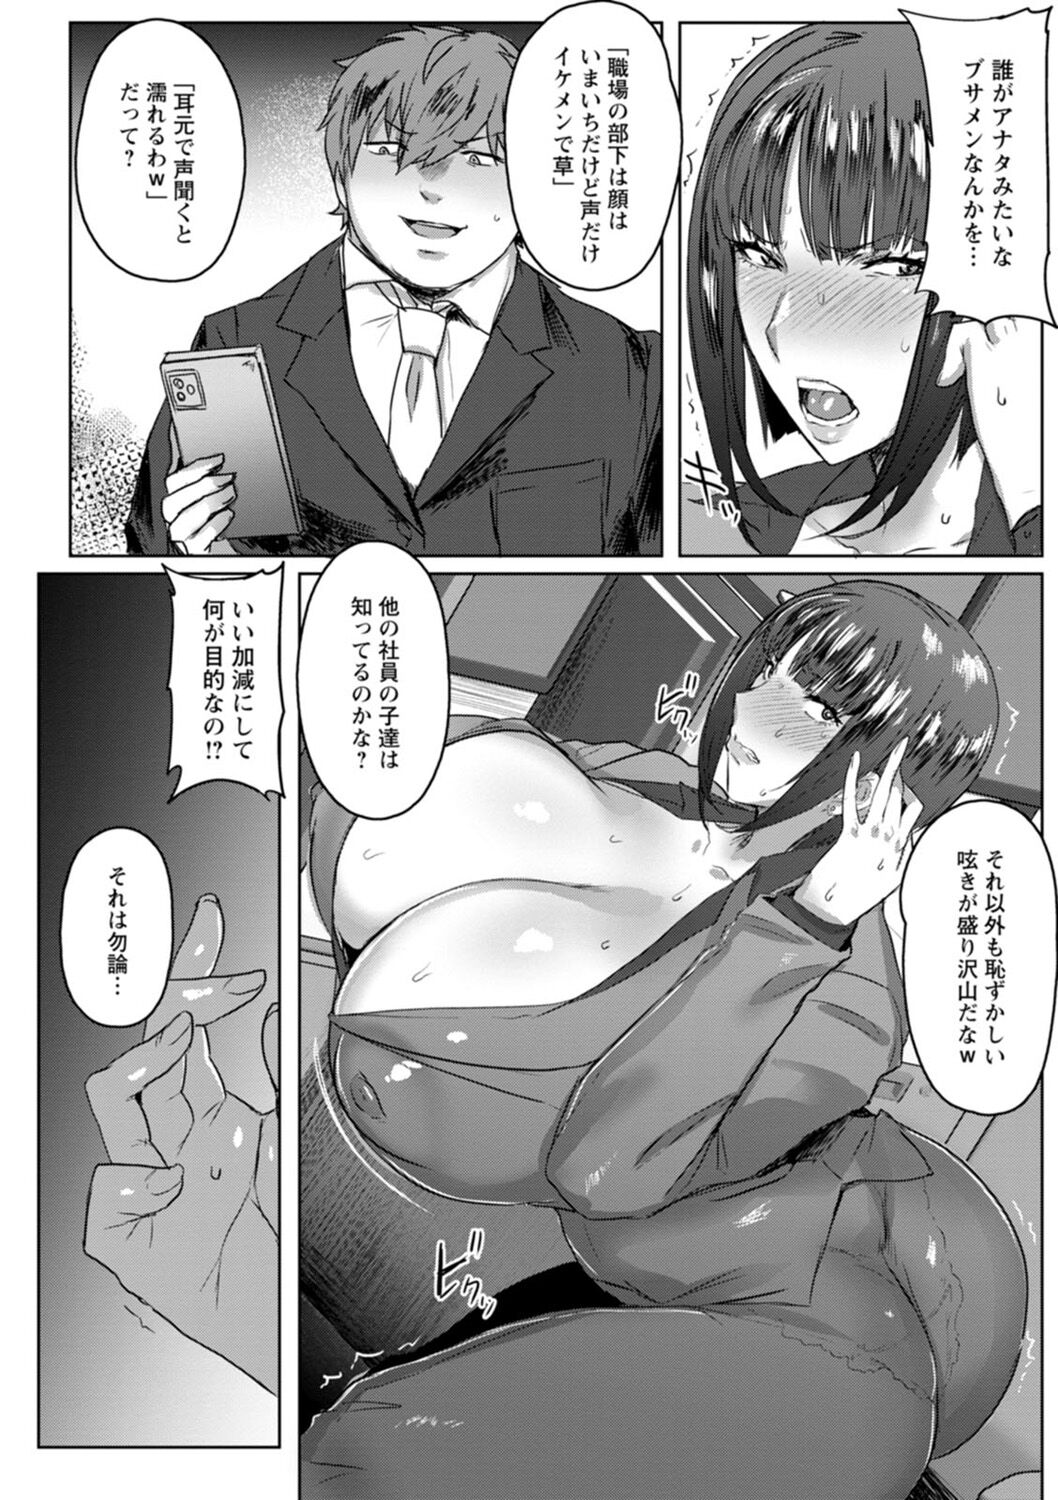 誰がアナタみたいな
ブサメンなんかを…
キッ
「職場の部下は顔は
いまいちだけど声だけ
イケメンで草」
「耳元で声聞くと
濡れるわw」
だって?
それ以外も恥ずかしい
呟きが盛り沢山だなw
ビクッ
他の社員の子達は
知ってるのかな?
ビクッ
いい加減にして
何が目的なの!?
それは勿論…